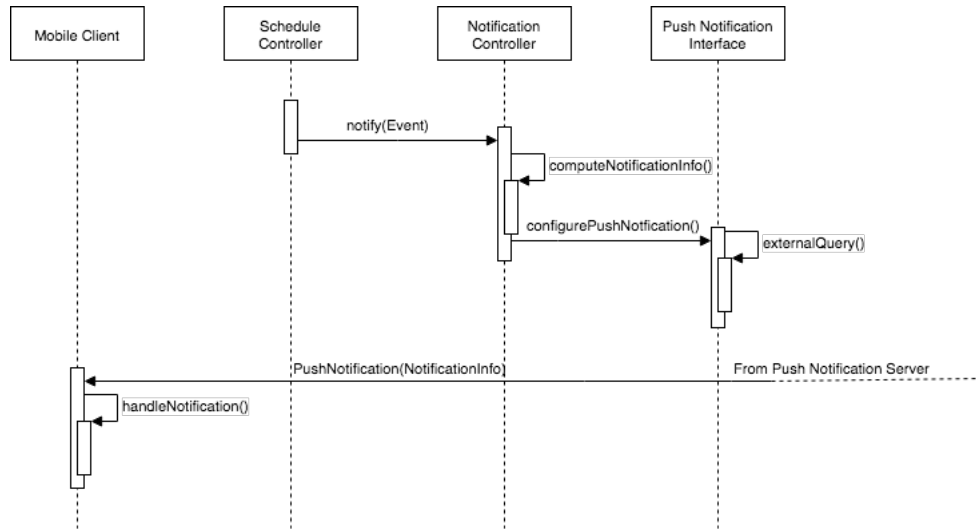 Mobile Client
Schedule
Controller
Notification
Controller
Push Notification
Interface
notify(Event)
computeNotificationInfo()
configurePushNotfication()
externalQuery()
PushNotification(NotificationInfo)
From Push Notification Server
handleNotification()